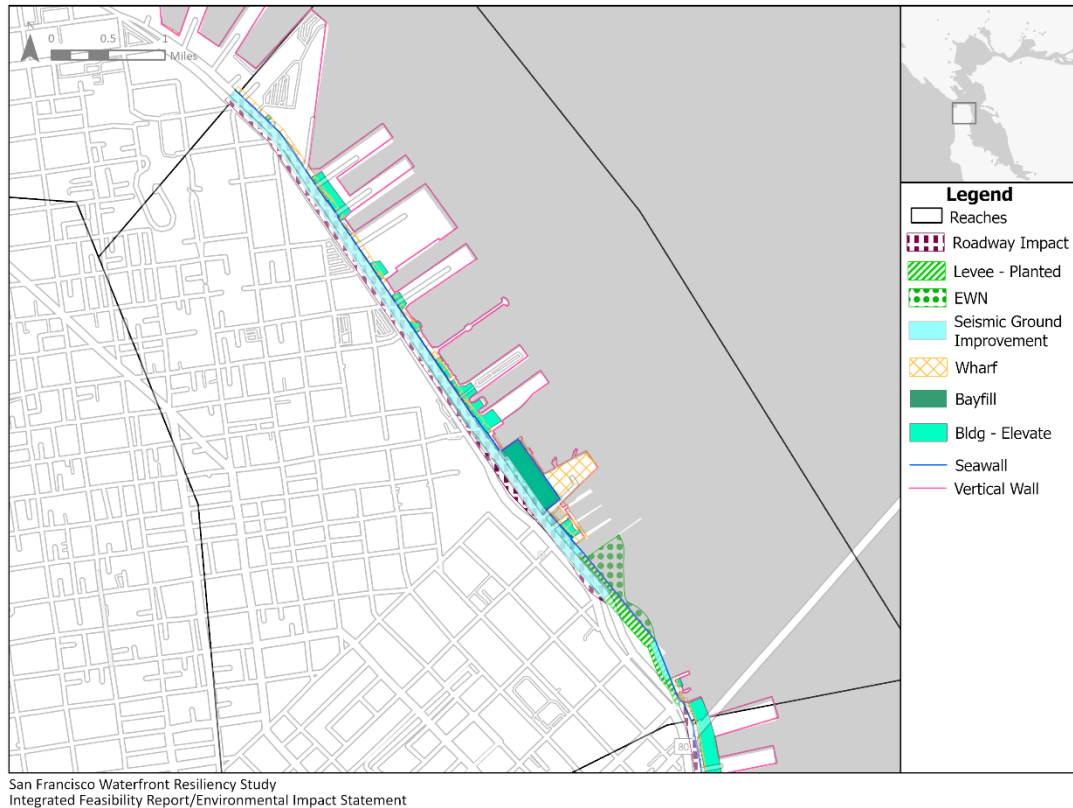 0 0.5 1
Miles
80
Legend
Reaches
Roadway Impact
Levee - Planted
EWN
Seismic Ground
Improvement
Wharf
Bayfill
Bldg - Elevate
Seawall
Vertical Wall
San Francisco Waterfront Resiliency Study
Integrated Feasibility Report/Environmental Impact Statement